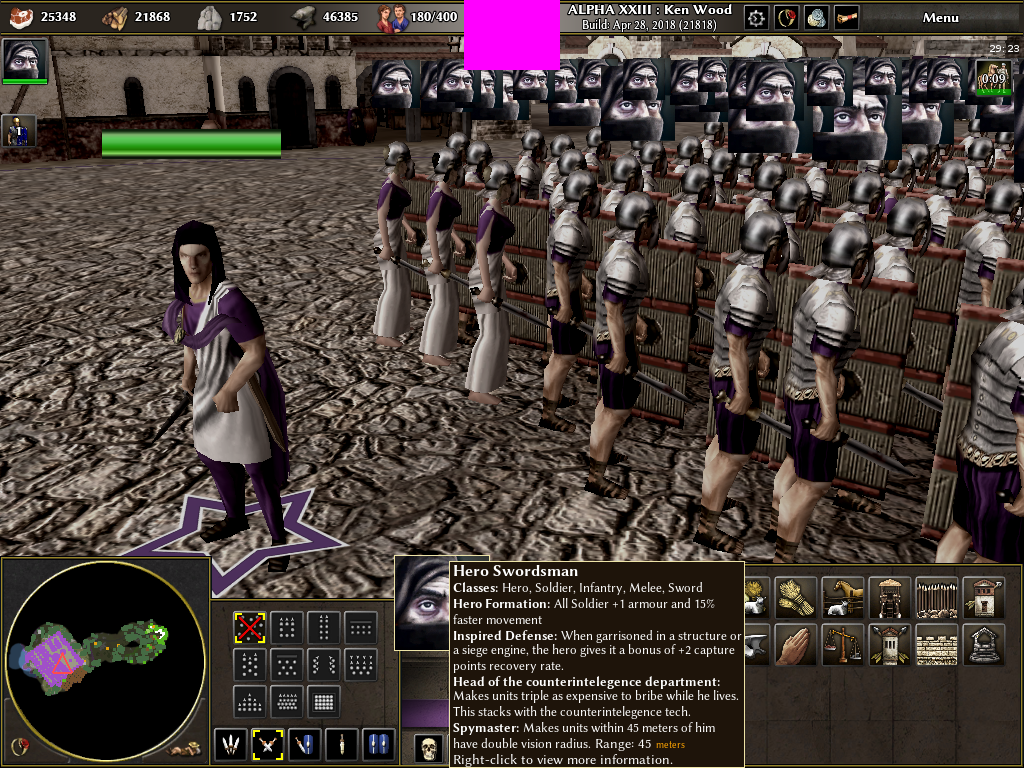 25348 21868 1752 46385 180/400
ALPHA XXIII : Ken Wood
Build: Apr 28, 2018 (21818)
Menu
29: 23
0:09
Hero Swordsman
Classes: Hero, Soldier, Infantry, Melee, Sword
Hero Formation: All Soldier +1 armour and 15%
faster movement
Inspired Defense: When garrisoned in a structure or
a siege engine, the hero gives it a bonus of +2 capture
points recovery rate.
Head of the counterintelegence department:
Makes units triple as expensive to bribe while he lives.
This stacks with the counterintelegence tech.
Spymaster: Makes units within 45 meters of him
have double vision radius. Range: 45 meters
Right-click to view more information.